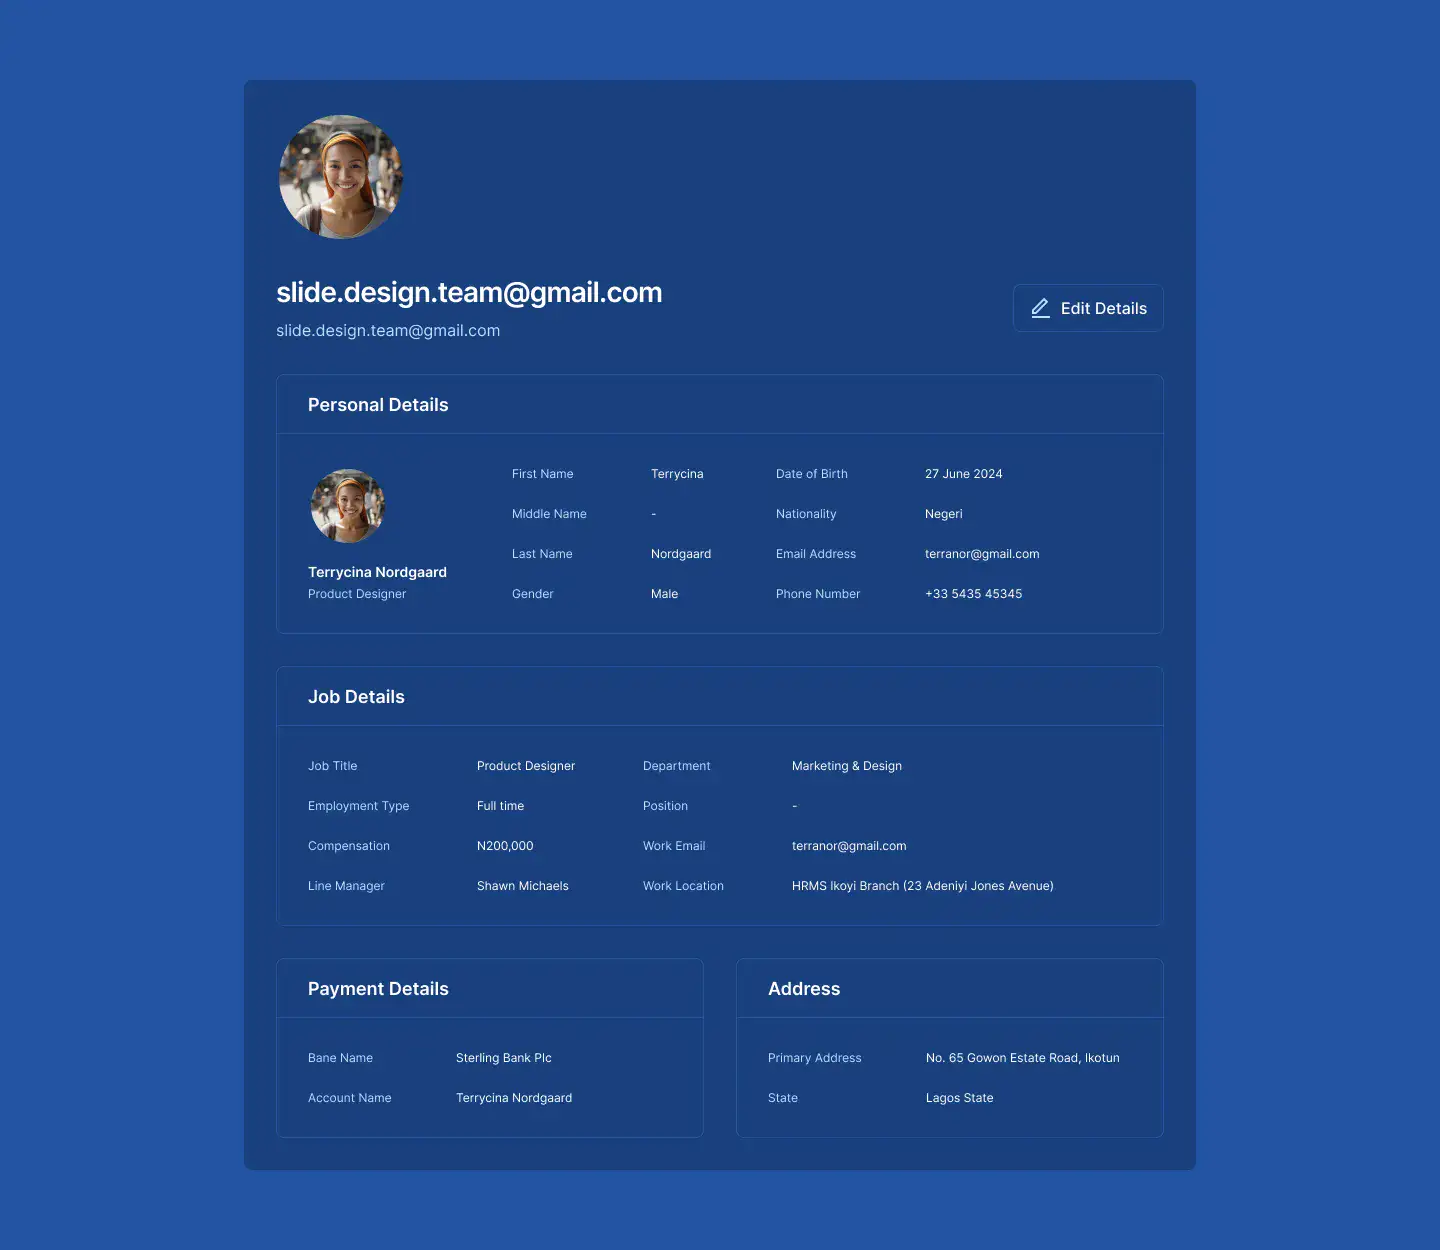 slide.design.team@gmail.com
slide.design.team@gmail.com
Edit Details
Personal Details
First Name Terrycina Date of Birth 27 June 2024
Middle Name - Nationality Negeri
Last Name Nordgaard Email Address terranor@gmail.com
Terrycina Nordgaard
Product Designer
Gender Male Phone Number +33 5435 45345
Job Details
Job Title Product Designer Department Marketing & Design
Employment Type Full time Position -
Compensation N200,000 Work Email terranor@gmail.com
Line Manager Shawn Michaels Work Location HRMS Ikoyi Branch (23 Adeniyi Jones Avenue)
Payment Details
Bane Name Sterling Bank Plc
Account Name Terrycina Nordgaard
Address
Primary Address No. 65 Gowon Estate Road, Ikotun
State Lagos State